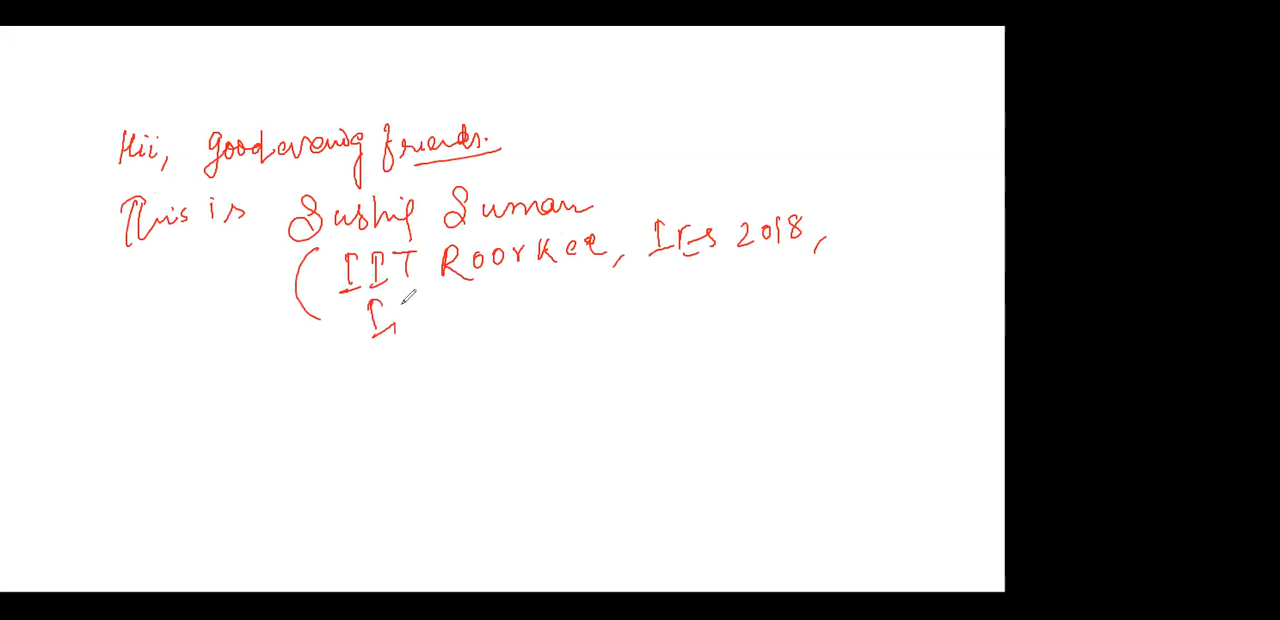 Hii, good evening friends.
This is Sushil Suman
(IIT Roorkee, IES 2018,
I